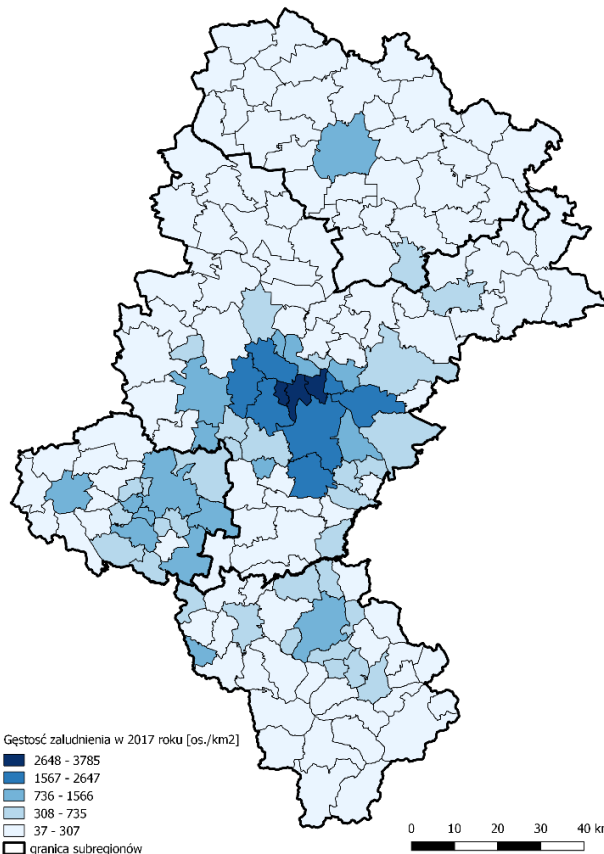 Gęstość zaludnienia w 2017 roku [os./km2]
2648 - 3785
1567 - 2647
736 - 1566
308 - 735
37 - 307
granica subregionów
0 10 20 30 40 km